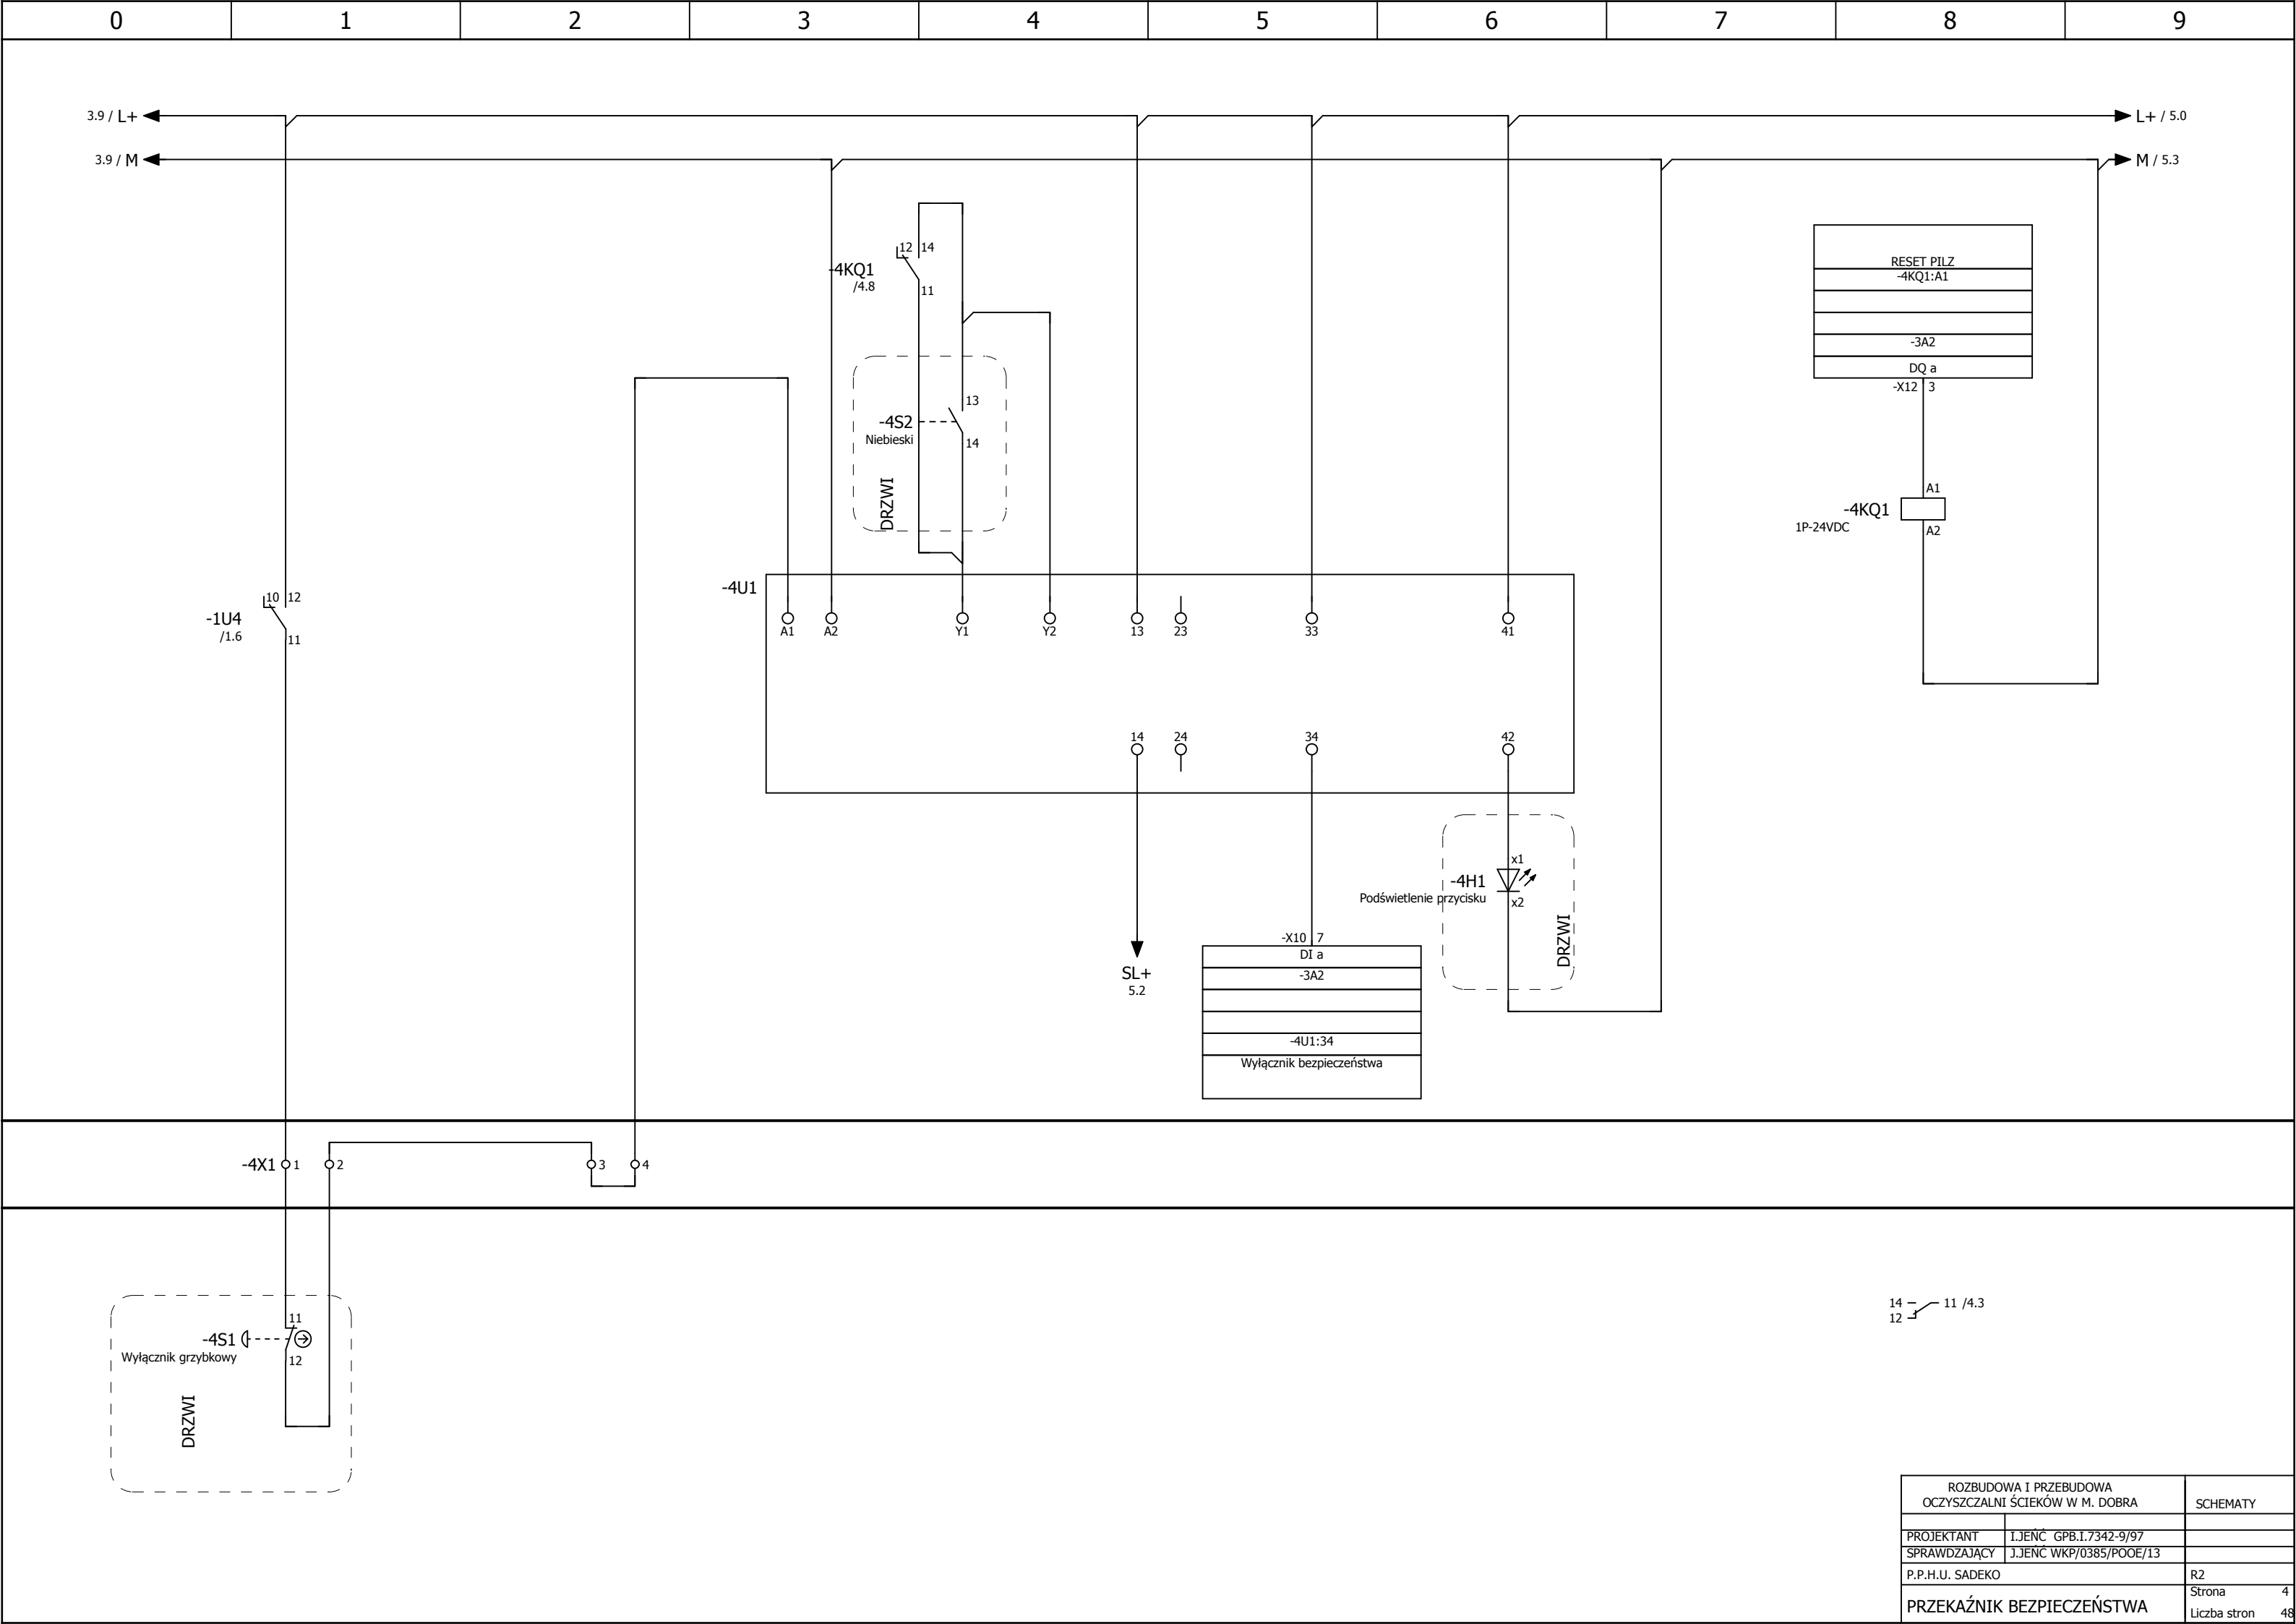 0 1 2 3 4 5 6 7 8 9
3.9 / L+
L+ / 5.0
3.9 / M
M / 5.3
12 14
-4KQ1
/4.8
11
RESET PILZ
-4KQ1:A1
-3A2
DQ a
-X12 3
13
-4S2
Niebieski
14
DRZWI
A1
-4KQ1
1P-24VDC
A2
-4U1
10 12
-1U4
/1.6
11
A1 A2 Y1 Y2 13 23 33 41
14 24 34 42
x1
-4H1
Podświetlenie przycisku
x2
DRZWI
-X10 7
DI a
-3A2
-4U1:34
Wyłącznik bezpieczeństwa
SL+
5.2
-4X1 1 2 3 4
11
-4S1
Wyłącznik grzybkowy
12
DRZWI
14 11 /4.3
12
ROZBUDOWA I PRZEBUDOWA
OCZYSZCZALNI ŚCIEKÓW W M. DOBRA
SCHEMATY
PROJEKTANT I.JEŃĆ GPB.I.7342-9/97
SPRAWDZAJĄCY J.JEŃĆ WKP/0385/POOE/13
P.P.H.U. SADEKO
R2
PRZEKAŹNIK BEZPIECZEŃSTWA
Strona 4
Liczba stron 48